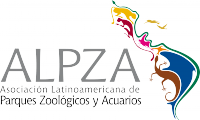 ALPZA
Asociación Latinoamericana de
Parques Zoológicos y Acuarios